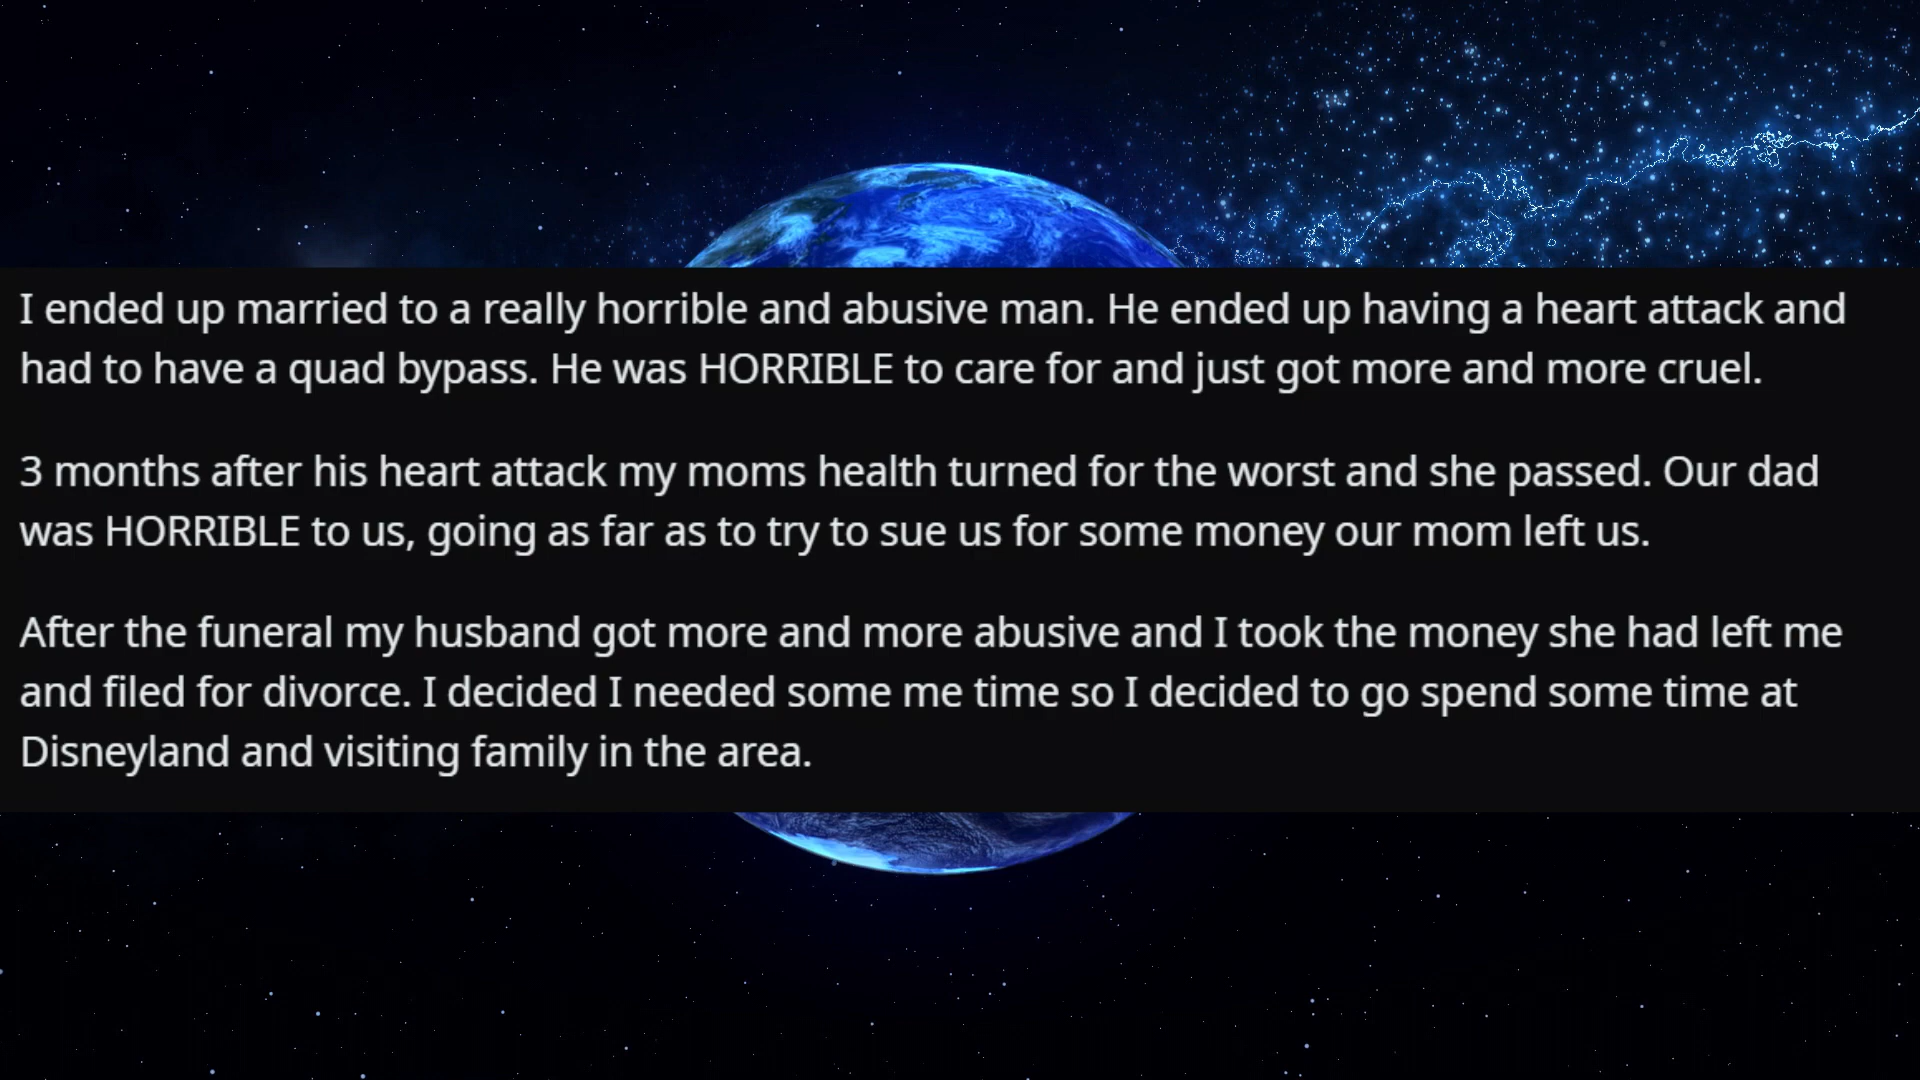 I ended up married to a really horrible and abusive man. He ended up having a heart attack and
had to have a quad bypass. He was HORRIBLE to care for and just got more and more cruel.
3 months after his heart attack my moms health turned for the worst and she passed. Our dad
was HORRIBLE to us, going as far as to try to sue us for some money our mom left us.
After the funeral my husband got more and more abusive and I took the money she had left me
and filed for divorce. I decided I needed some me time so I decided to go spend some time at
Disneyland and visiting family in the area.